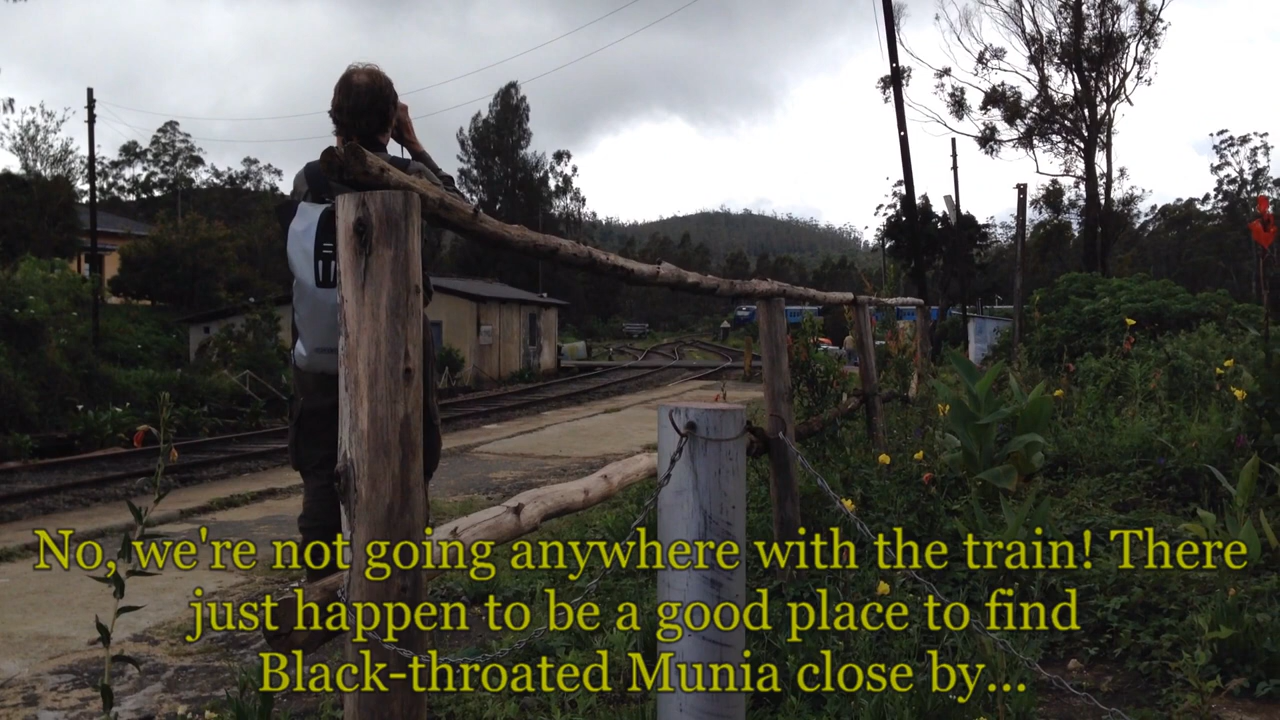 No, we're not going anywhere with the train! There
just happen to be a good place to find
Black-throated Munia close by...